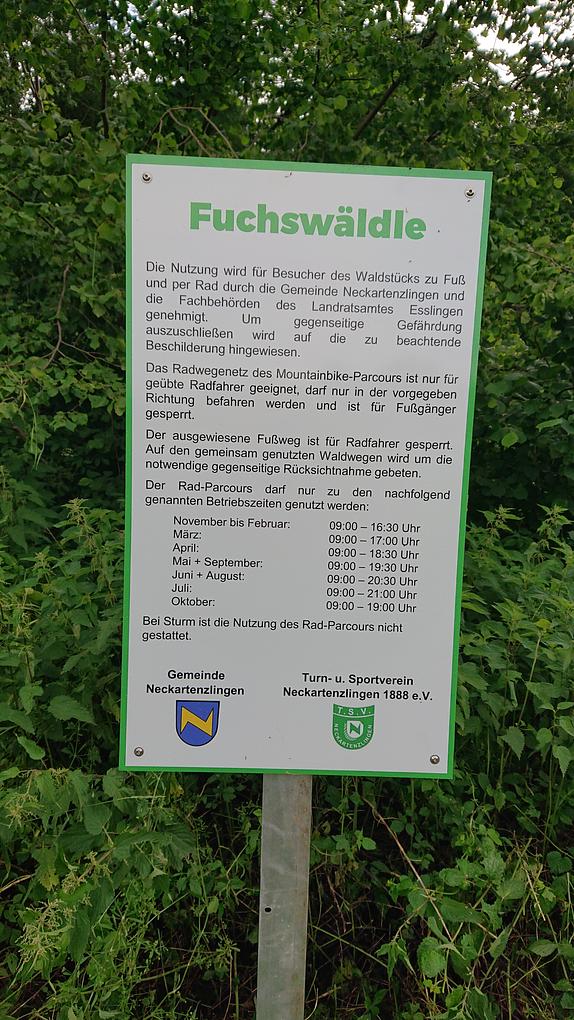 Fuchswäldle
Die Nutzung wird für Besucher des Waldstücks zu Fuß
und per Rad durch die Gemeinde Neckartenzlingen und
die Fachbehörden des Landratsamtes Esslingen
genehmigt. Um gegenseitige Gefährdung
auszuschließen wird auf die zu beachtende
Beschilderung hingewiesen.
Das Radwegenetz des Mountainbike-Parcours ist nur für
geübte Radfahrer geeignet, darf nur in der vorgegeben
Richtung befahren werden und ist für Fußgänger
gesperrt.
Der ausgewiesene Fußweg ist für Radfahrer gesperrt.
Auf den gemeinsam genutzten Waldwegen wird um die
notwendige gegenseitige Rücksichtnahme gebeten.
Der Rad-Parcours darf nur zu den nachfolgend
genannten Betriebszeiten genutzt werden:
November bis Februar: 09:00 – 16:30 Uhr
März: 09:00 – 17:00 Uhr
April: 09:00 – 18:30 Uhr
Mai + September: 09:00 – 19:30 Uhr
Juni + August: 09:00 – 20:30 Uhr
Juli: 09:00 – 21:00 Uhr
Oktober: 09:00 – 19:00 Uhr
Bei Sturm ist die Nutzung des Rad-Parcours nicht
gestattet.
Gemeinde
Neckartenzlingen
Turn- u. Sportverein
Neckartenzlingen 1888 e.V.
T.S.V.
N
NECKARTENZLINGEN